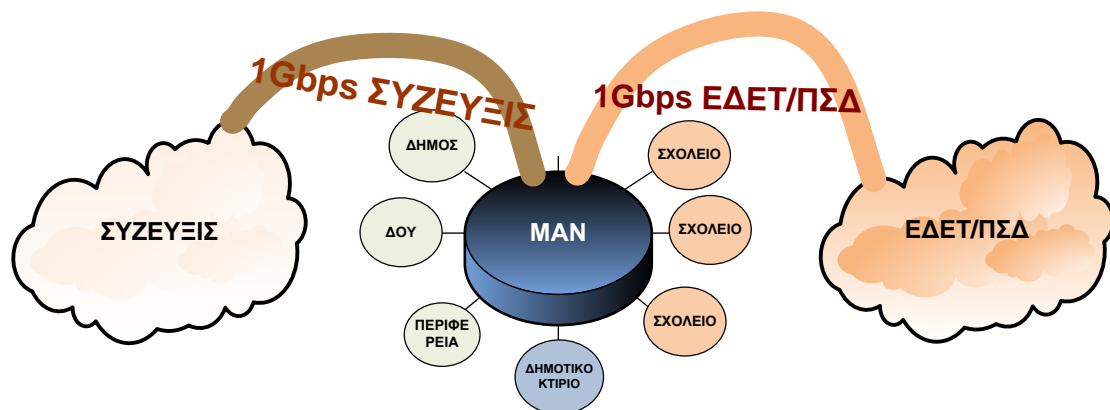 1Gbps ΣΥΖΕΥΞΙΣ
1Gbps ΕΔΕΤ/ΠΣΔ
ΔΗΜΟΣ
ΣΧΟΛΕΙΟ
ΣΥΖΕΥΞΙΣ
ΔΟΥ
MAN
ΣΧΟΛΕΙΟ
ΕΔΕΤ/ΠΣΔ
ΠΕΡΙΦΕ
ΡΕΙΑ
ΣΧΟΛΕΙΟ
ΔΗΜΟΤΙΚΟ
ΚΤΙΡΙΟ